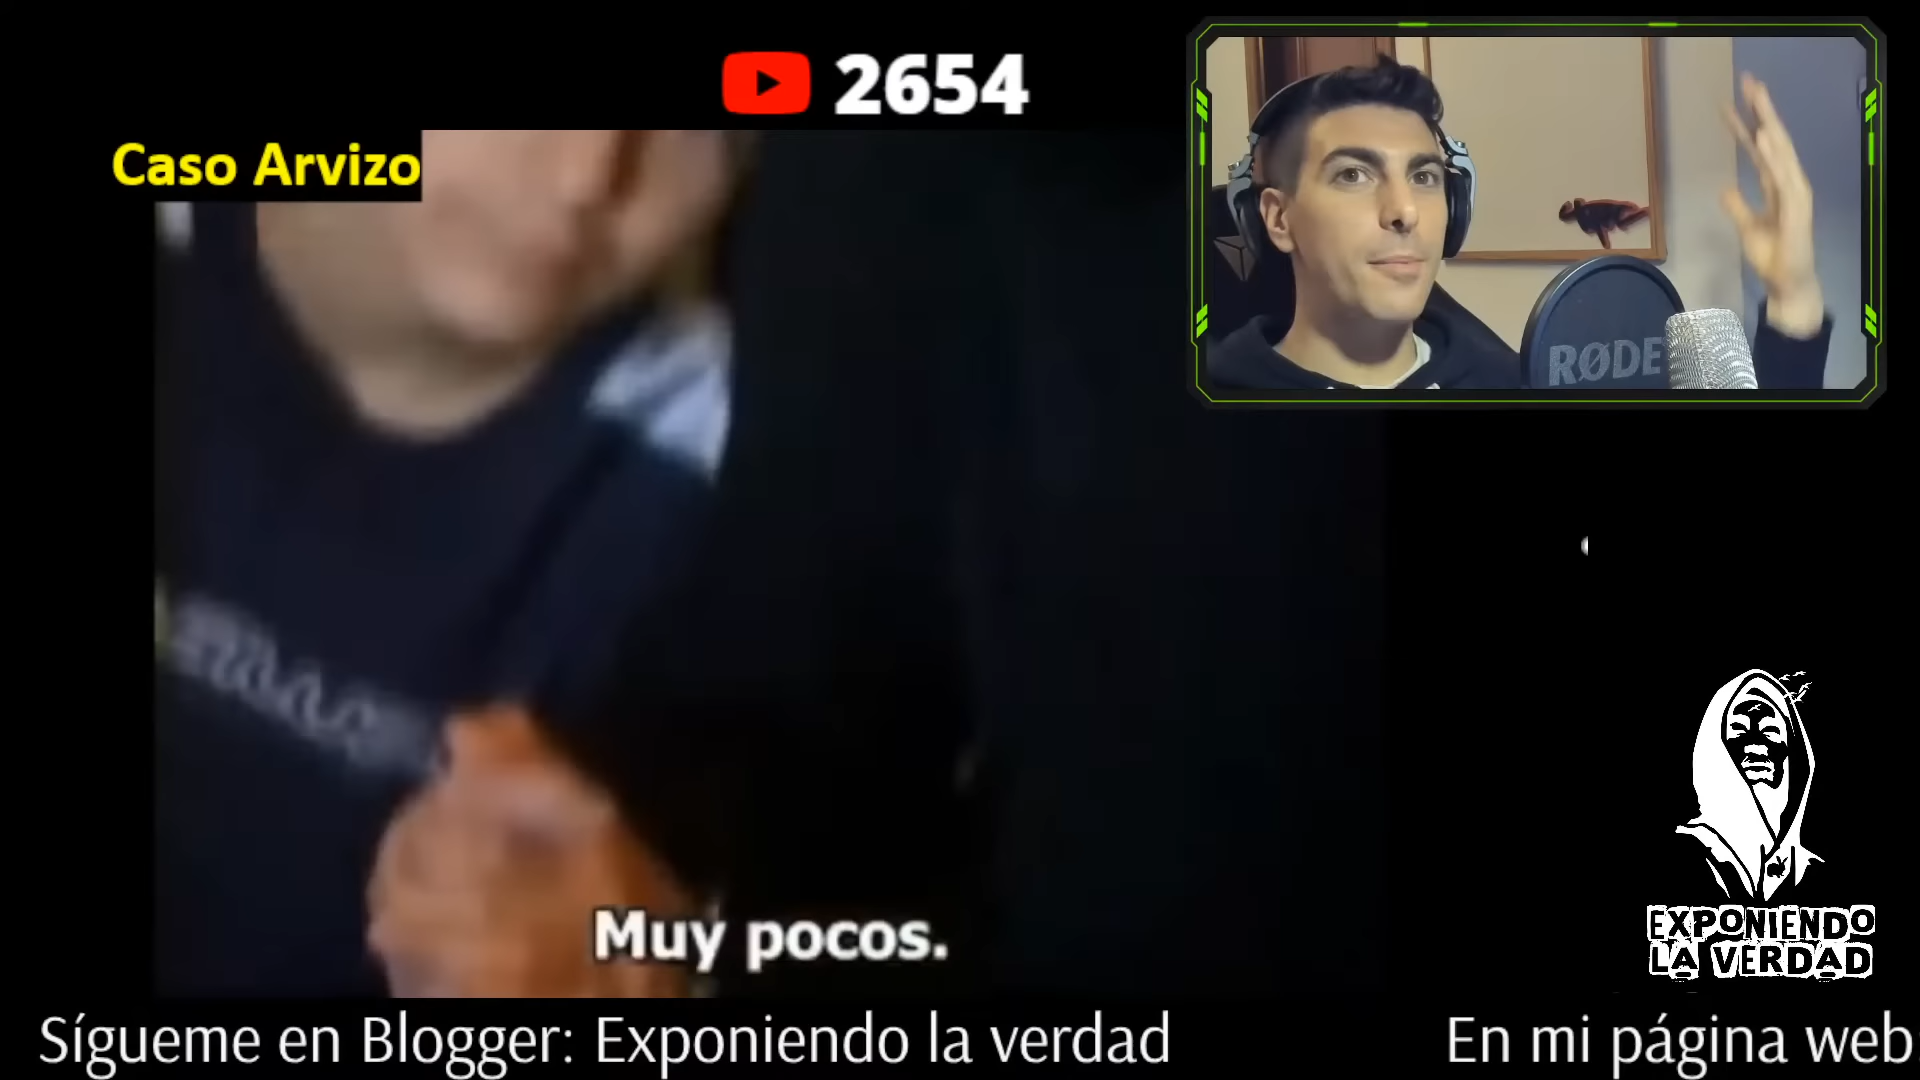 2654
Caso Arvizo
RØDE
Muy pocos.
EXPONIENDO
LA VERDAD
Sígueme en Blogger: Exponiendo la verdad
En mi página web